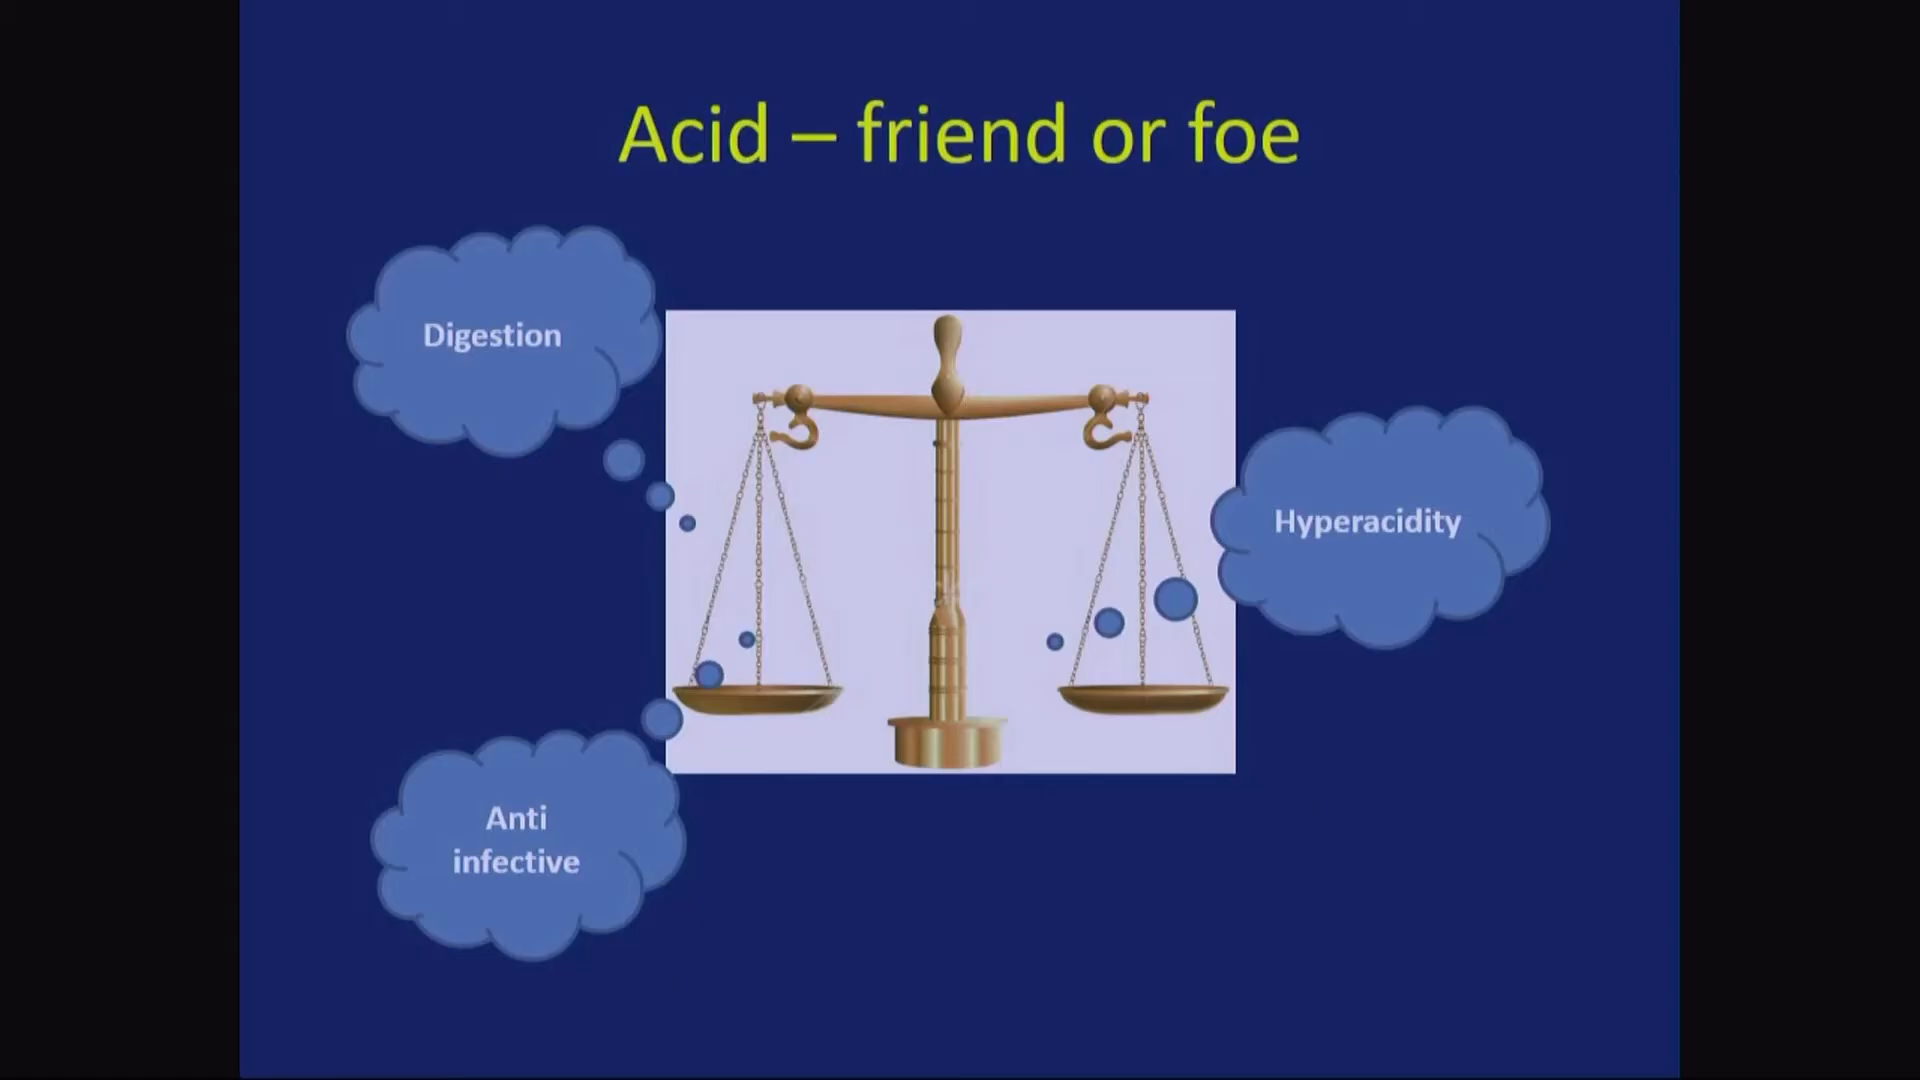 Acid – friend or foe
Digestion
Hyperacidity
Anti
infective